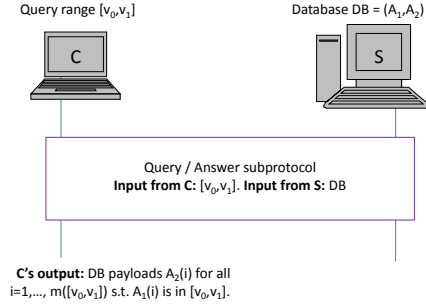 Query range [v₀,v₁]
Database DB = (A₁,A₂)
C
S
Query / Answer subprotocol
Input from C: [v₀,v₁]. Input from S: DB
C's output: DB payloads A₂(i) for all
i=1,..., m([v₀,v₁]) s.t. A₁(i) is in [v₀,v₁].